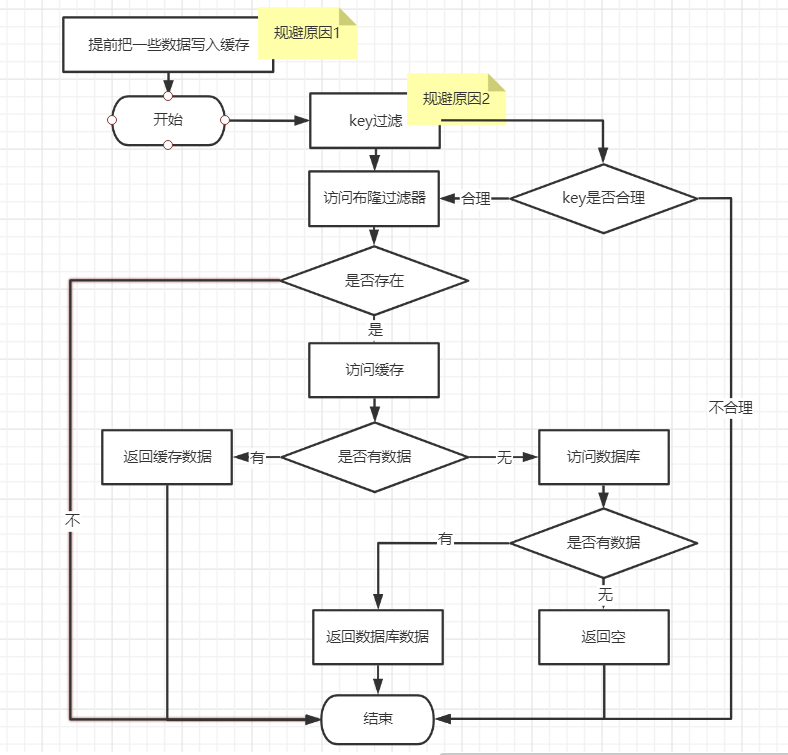 提前把一些数据写入缓存
规避原因1
规避原因2
开始
key过滤
访问布隆过滤器
合理
key是否合理
是否存在
是
访问缓存
不合理
返回缓存数据
有
是否有数据
无
访问数据库
不
有
是否有数据
无
返回数据库数据
返回空
结束